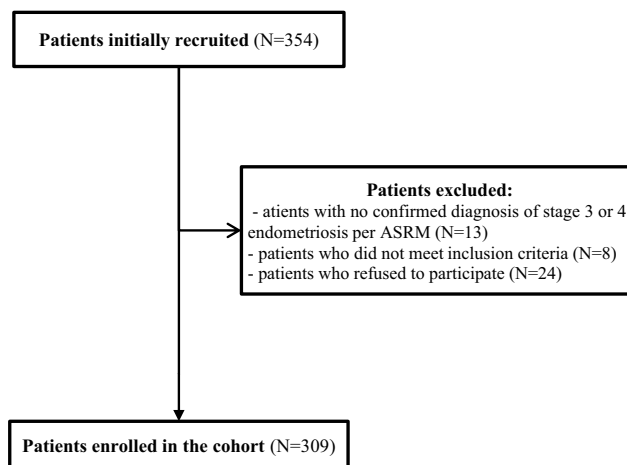 Patients initially recruited (N=354)
Patients excluded:
- atients with no confirmed diagnosis of stage 3 or 4
endometriosis per ASRM (N=13)
- patients who did not meet inclusion criteria (N=8)
- patients who refused to participate (N=24)
Patients enrolled in the cohort (N=309)